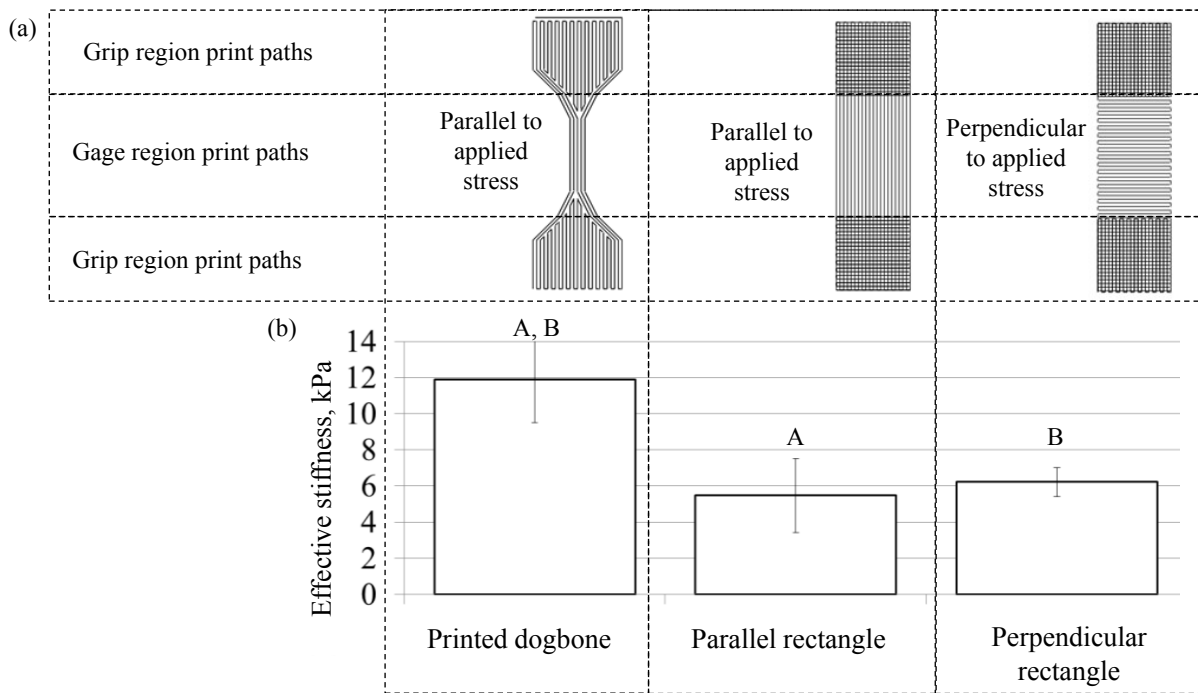 (a)
Grip region print paths
Gage region print paths
Parallel to
applied
stress
Parallel to
applied
stress
Perpendicular
to applied
stress
Grip region print paths
(b)
Effective stiffness, kPa
14
12
10
8
6
4
2
0
A, B
A
B
Printed dogbone
Parallel rectangle
Perpendicular
rectangle